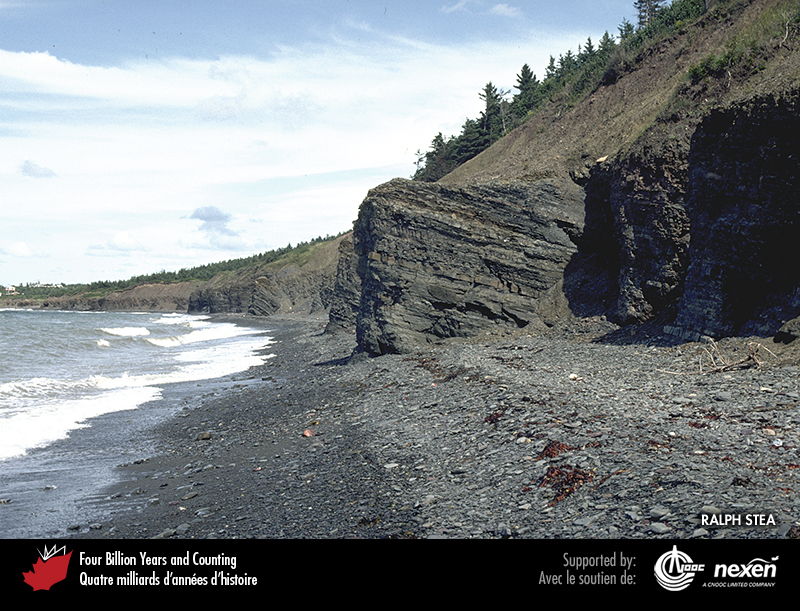 RALPH STEA
Four Billion Years and Counting
Quatre milliards d'années d'histoire
Supported by:
Avec le soutien de:
CNOOC
nexen
A CNOOC LIMITED COMPANY